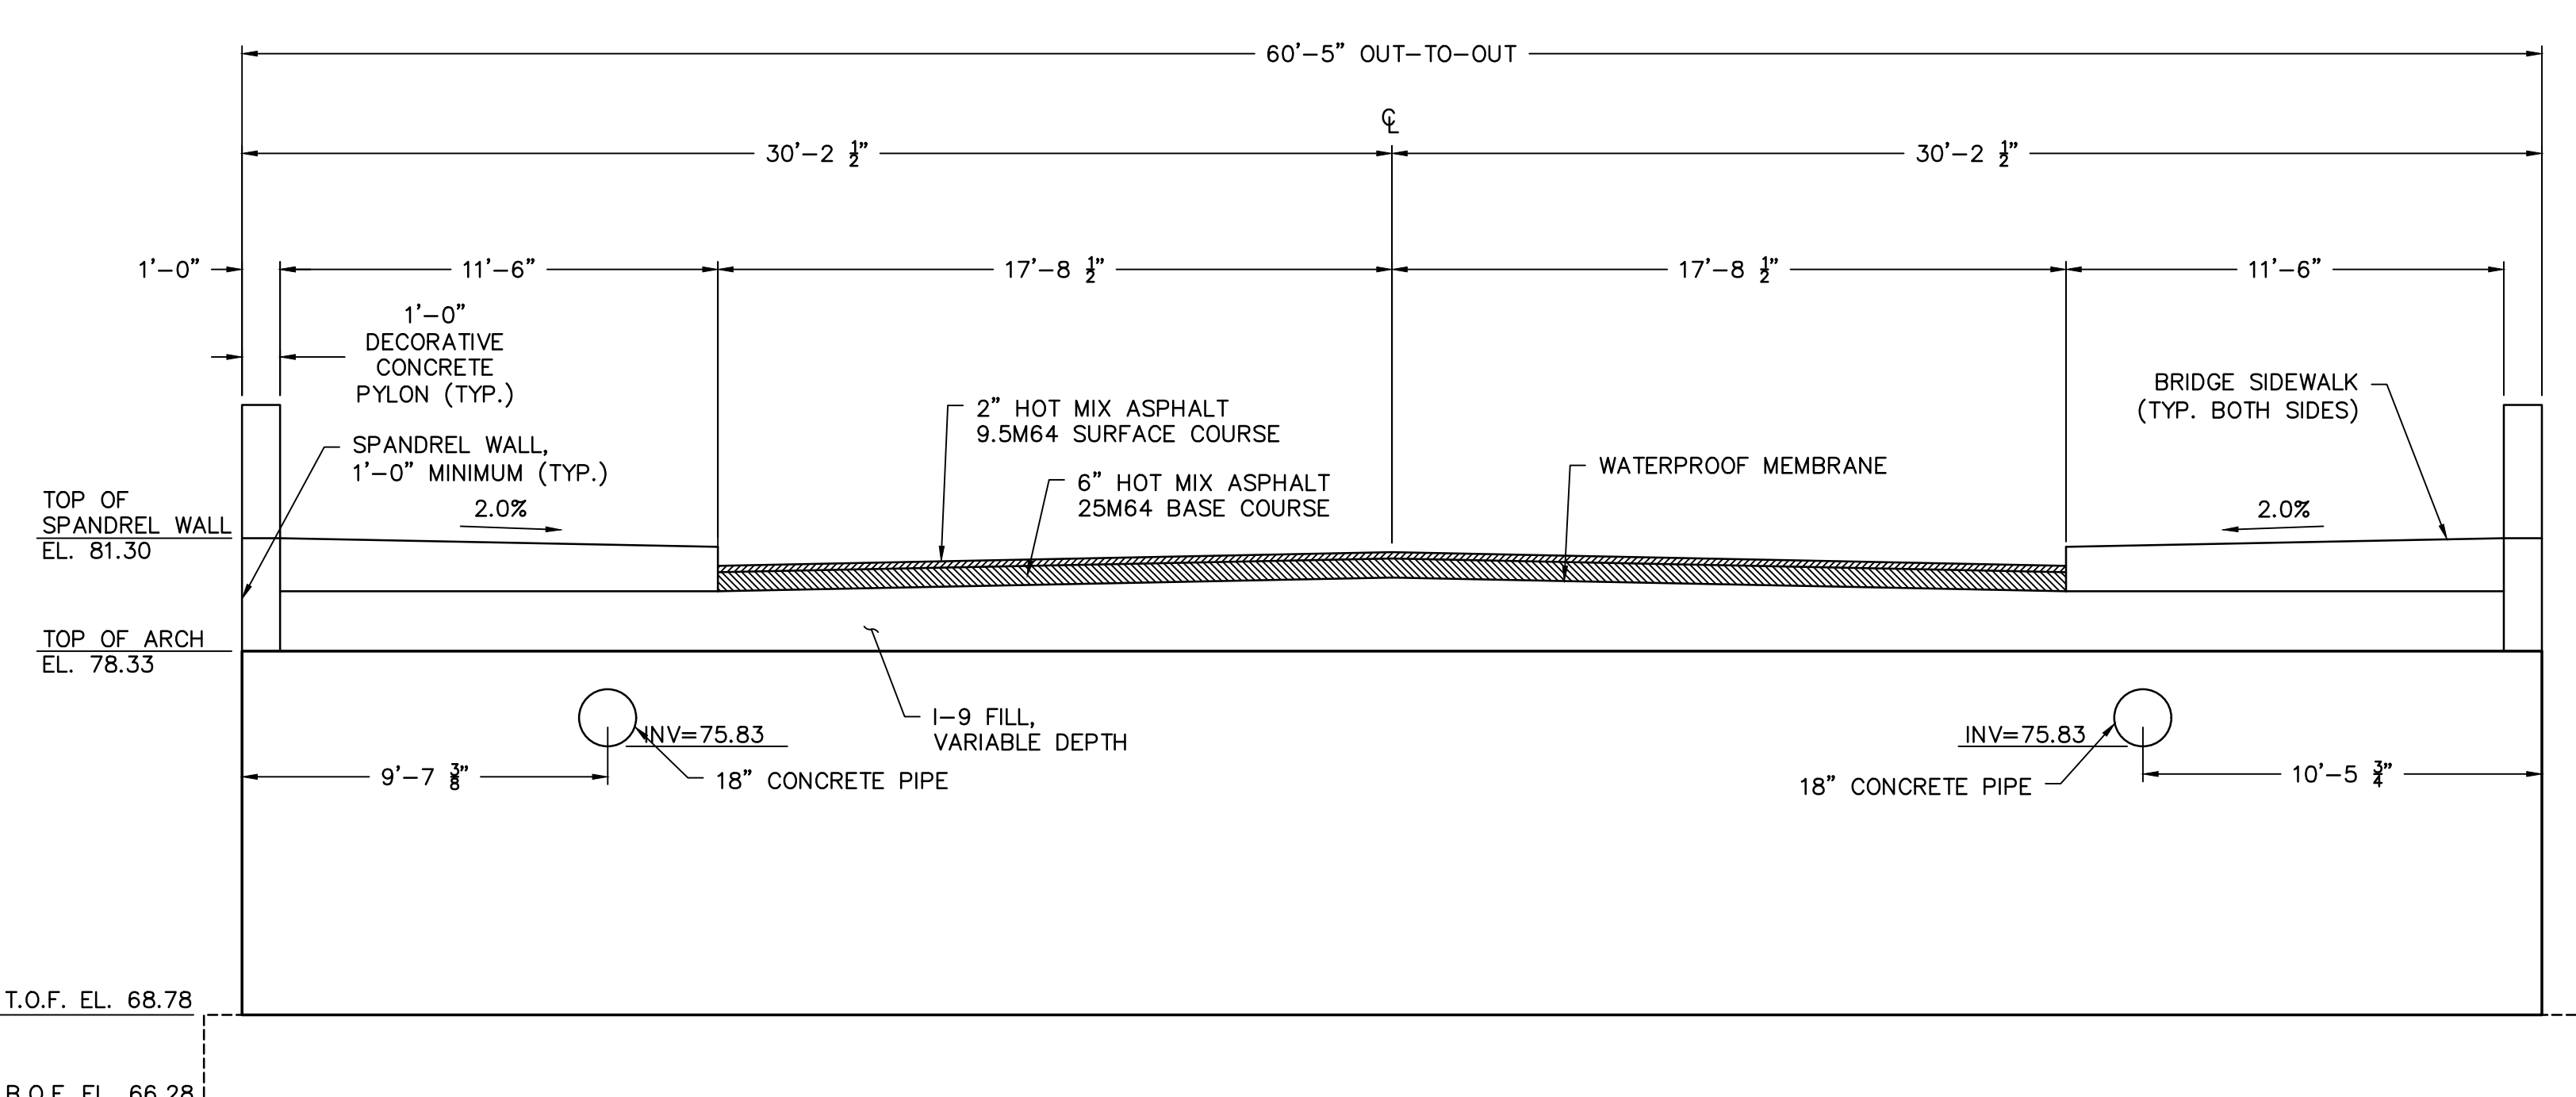 60'-5" OUT-TO-OUT
℄
30'-2 1/2"
30'-2 1/2"
1'-0"
11'-6"
17'-8 1/2"
17'-8 1/2"
11'-6"
1'-0"
DECORATIVE
CONCRETE
PYLON (TYP.)
SPANDREL WALL,
1'-0" MINIMUM (TYP.)
2.0%
TOP OF
SPANDREL WALL
EL. 81.30
2" HOT MIX ASPHALT
9.5M64 SURFACE COURSE
6" HOT MIX ASPHALT
25M64 BASE COURSE
WATERPROOF MEMBRANE
BRIDGE SIDEWALK
(TYP. BOTH SIDES)
2.0%
TOP OF ARCH
EL. 78.33
INV=75.83
18" CONCRETE PIPE
9'-7 3/8"
I-9 FILL,
VARIABLE DEPTH
INV=75.83
18" CONCRETE PIPE
10'-5 3/4"
T.O.F. EL. 68.78
B.O.F. EL. 66.28